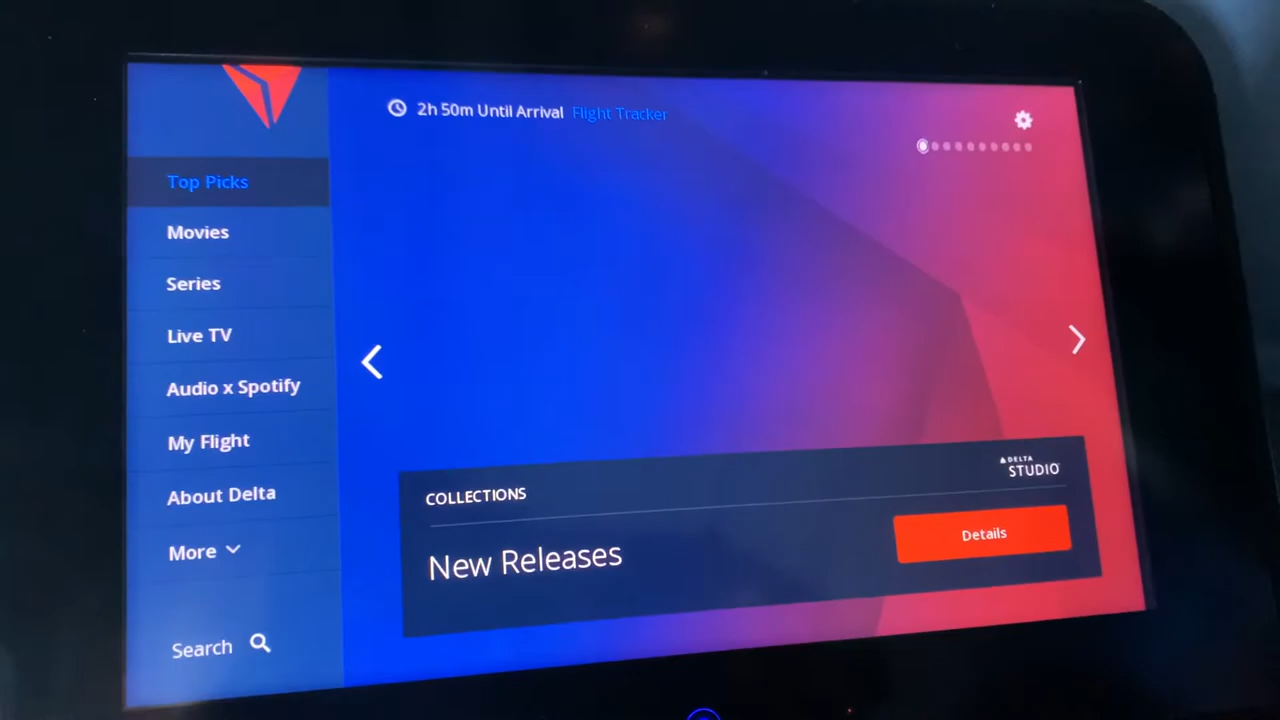 2h 50m Until Arrival Flight Tracker
Top Picks
Movies
Series
Live TV
Audio x Spotify
My Flight
About Delta
More
Search
COLLECTIONS
DELTA
STUDIO
New Releases
Details